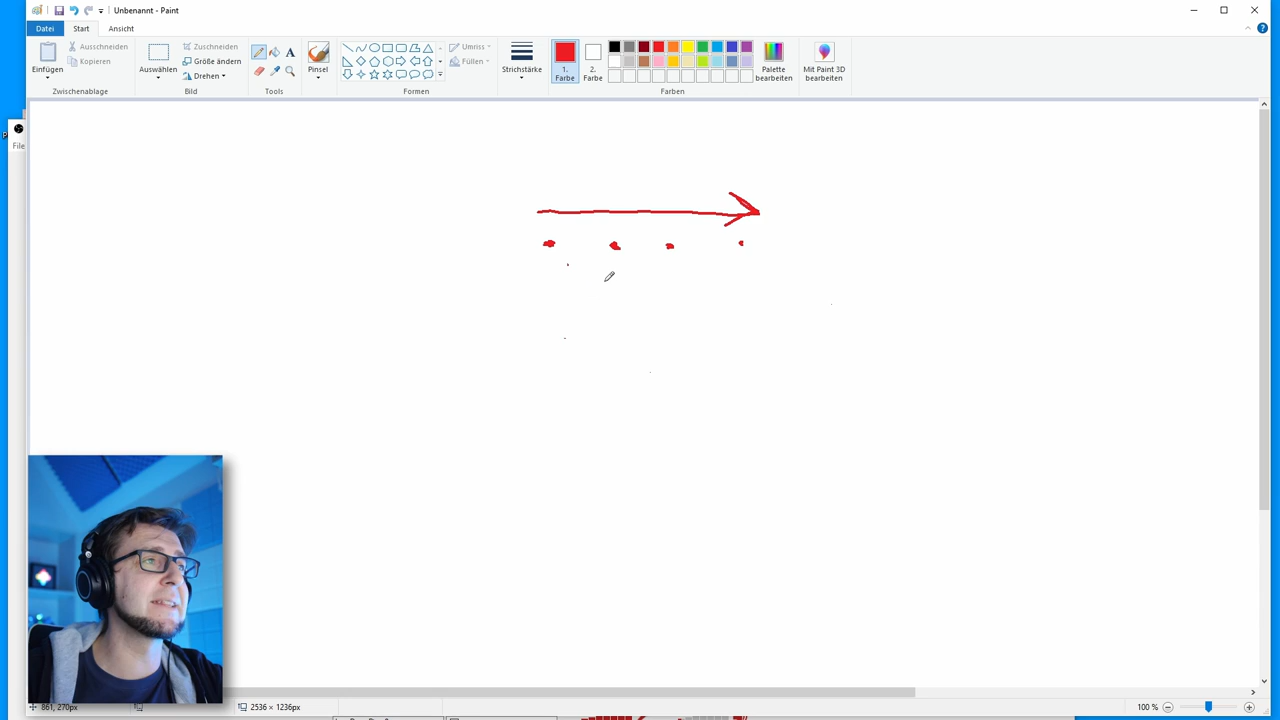 Unbenannt - Paint
Datei Start Ansicht
Einfügen
Ausschneiden
Kopieren
Zwischenablage
Auswählen
Zuschneiden
Größe ändern
Drehen
Bild
A
Tools
Pinsel
Umriss
Füllen
Formen
Strichstärke
1. Farbe
2. Farbe
Palette bearbeiten
Farben
Mit Paint 3D bearbeiten
File
861, 270px
2536 × 1236px
100 %